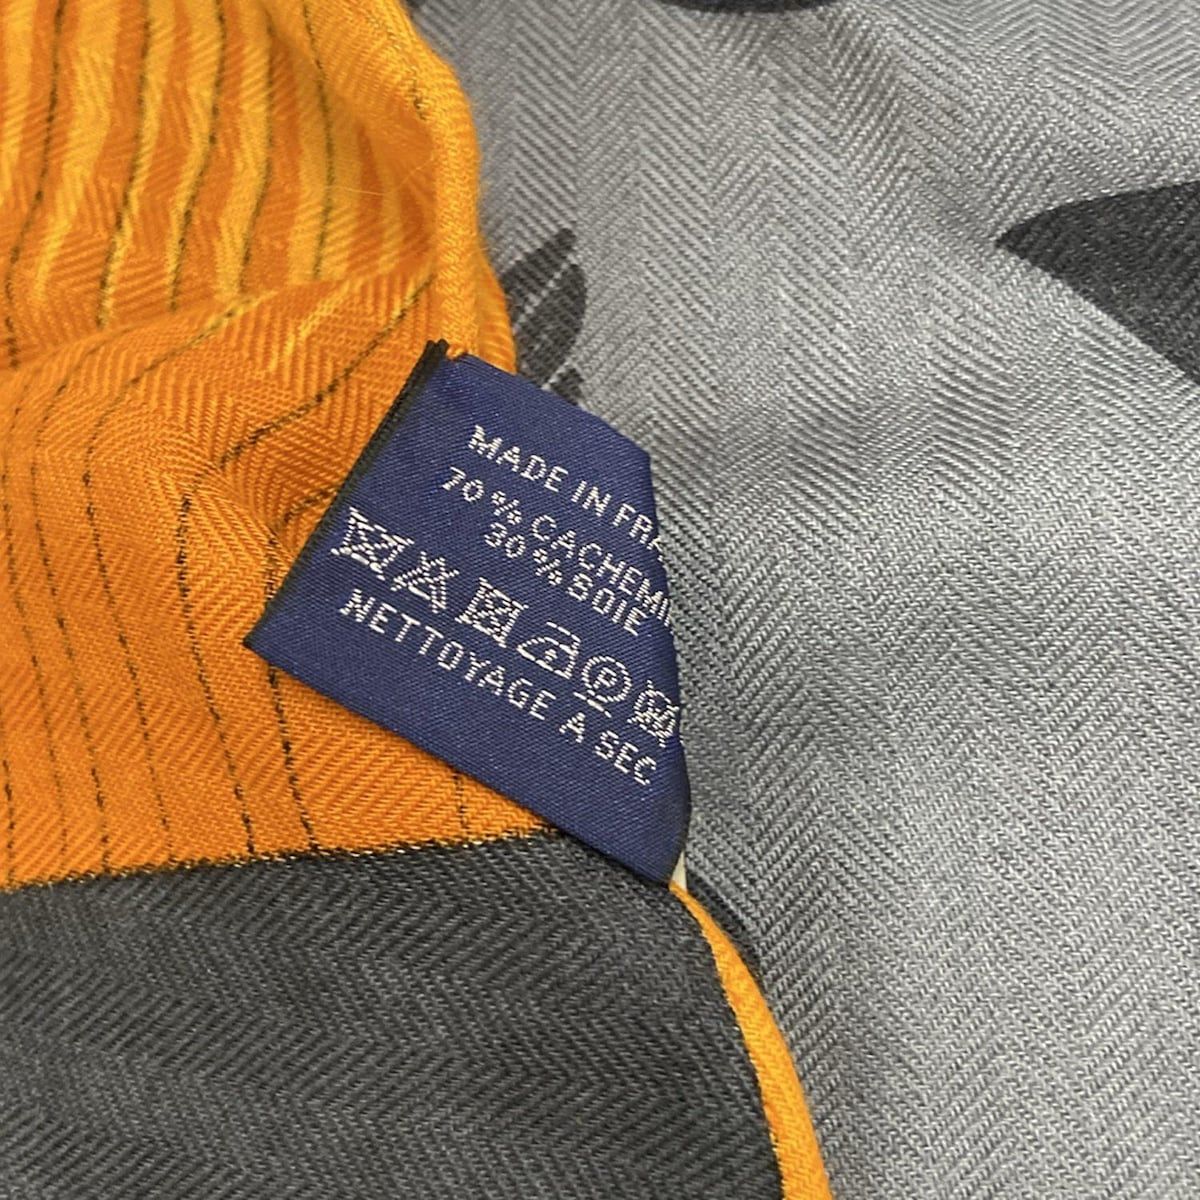 MADE IN FRA
70 % CACHEMI
30 % SOIE
P
NETTOYAGE A SEC